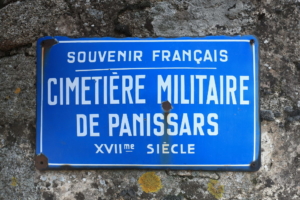 SOUVENIR FRANÇAIS
CIMETIÈRE MILITAIRE
DE PANISSARS
XVIIme SIÈCLE